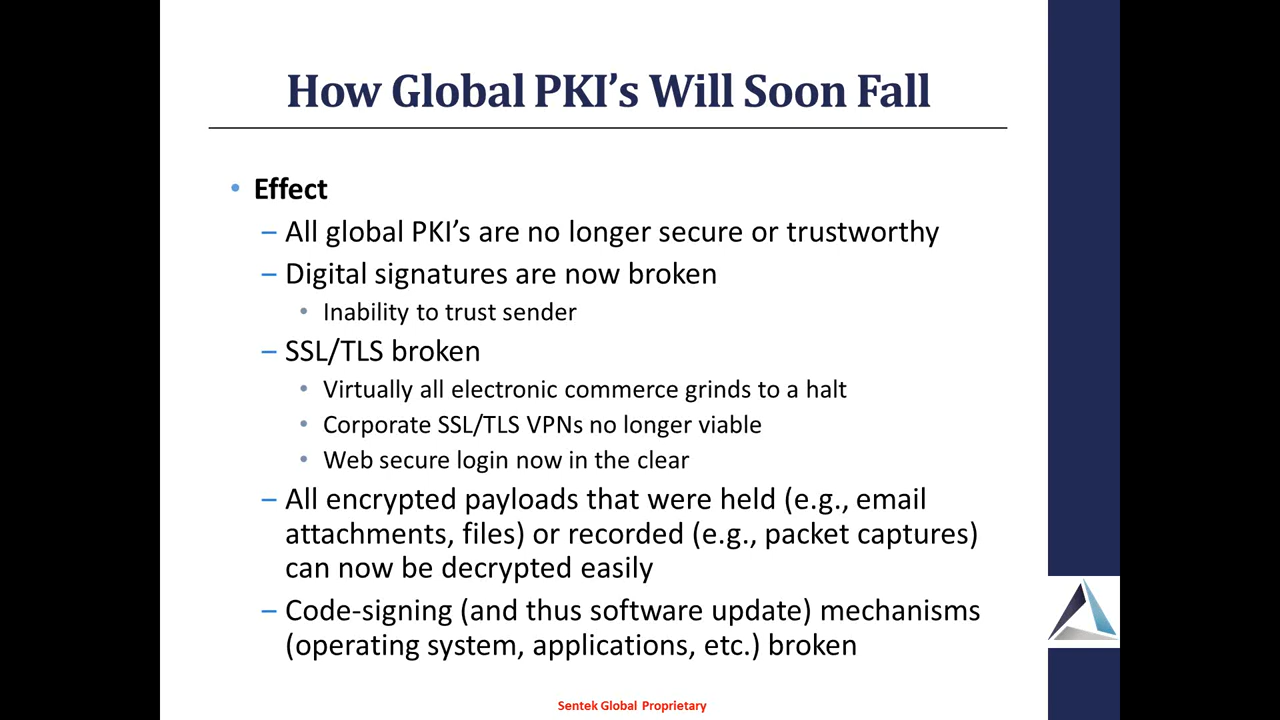 How Global PKI’s Will Soon Fall
• Effect
– All global PKI’s are no longer secure or trustworthy
– Digital signatures are now broken
• Inability to trust sender
– SSL/TLS broken
• Virtually all electronic commerce grinds to a halt
• Corporate SSL/TLS VPNs no longer viable
• Web secure login now in the clear
– All encrypted payloads that were held (e.g., email
attachments, files) or recorded (e.g., packet captures)
can now be decrypted easily
– Code-signing (and thus software update) mechanisms
(operating system, applications, etc.) broken
Sentek Global Proprietary